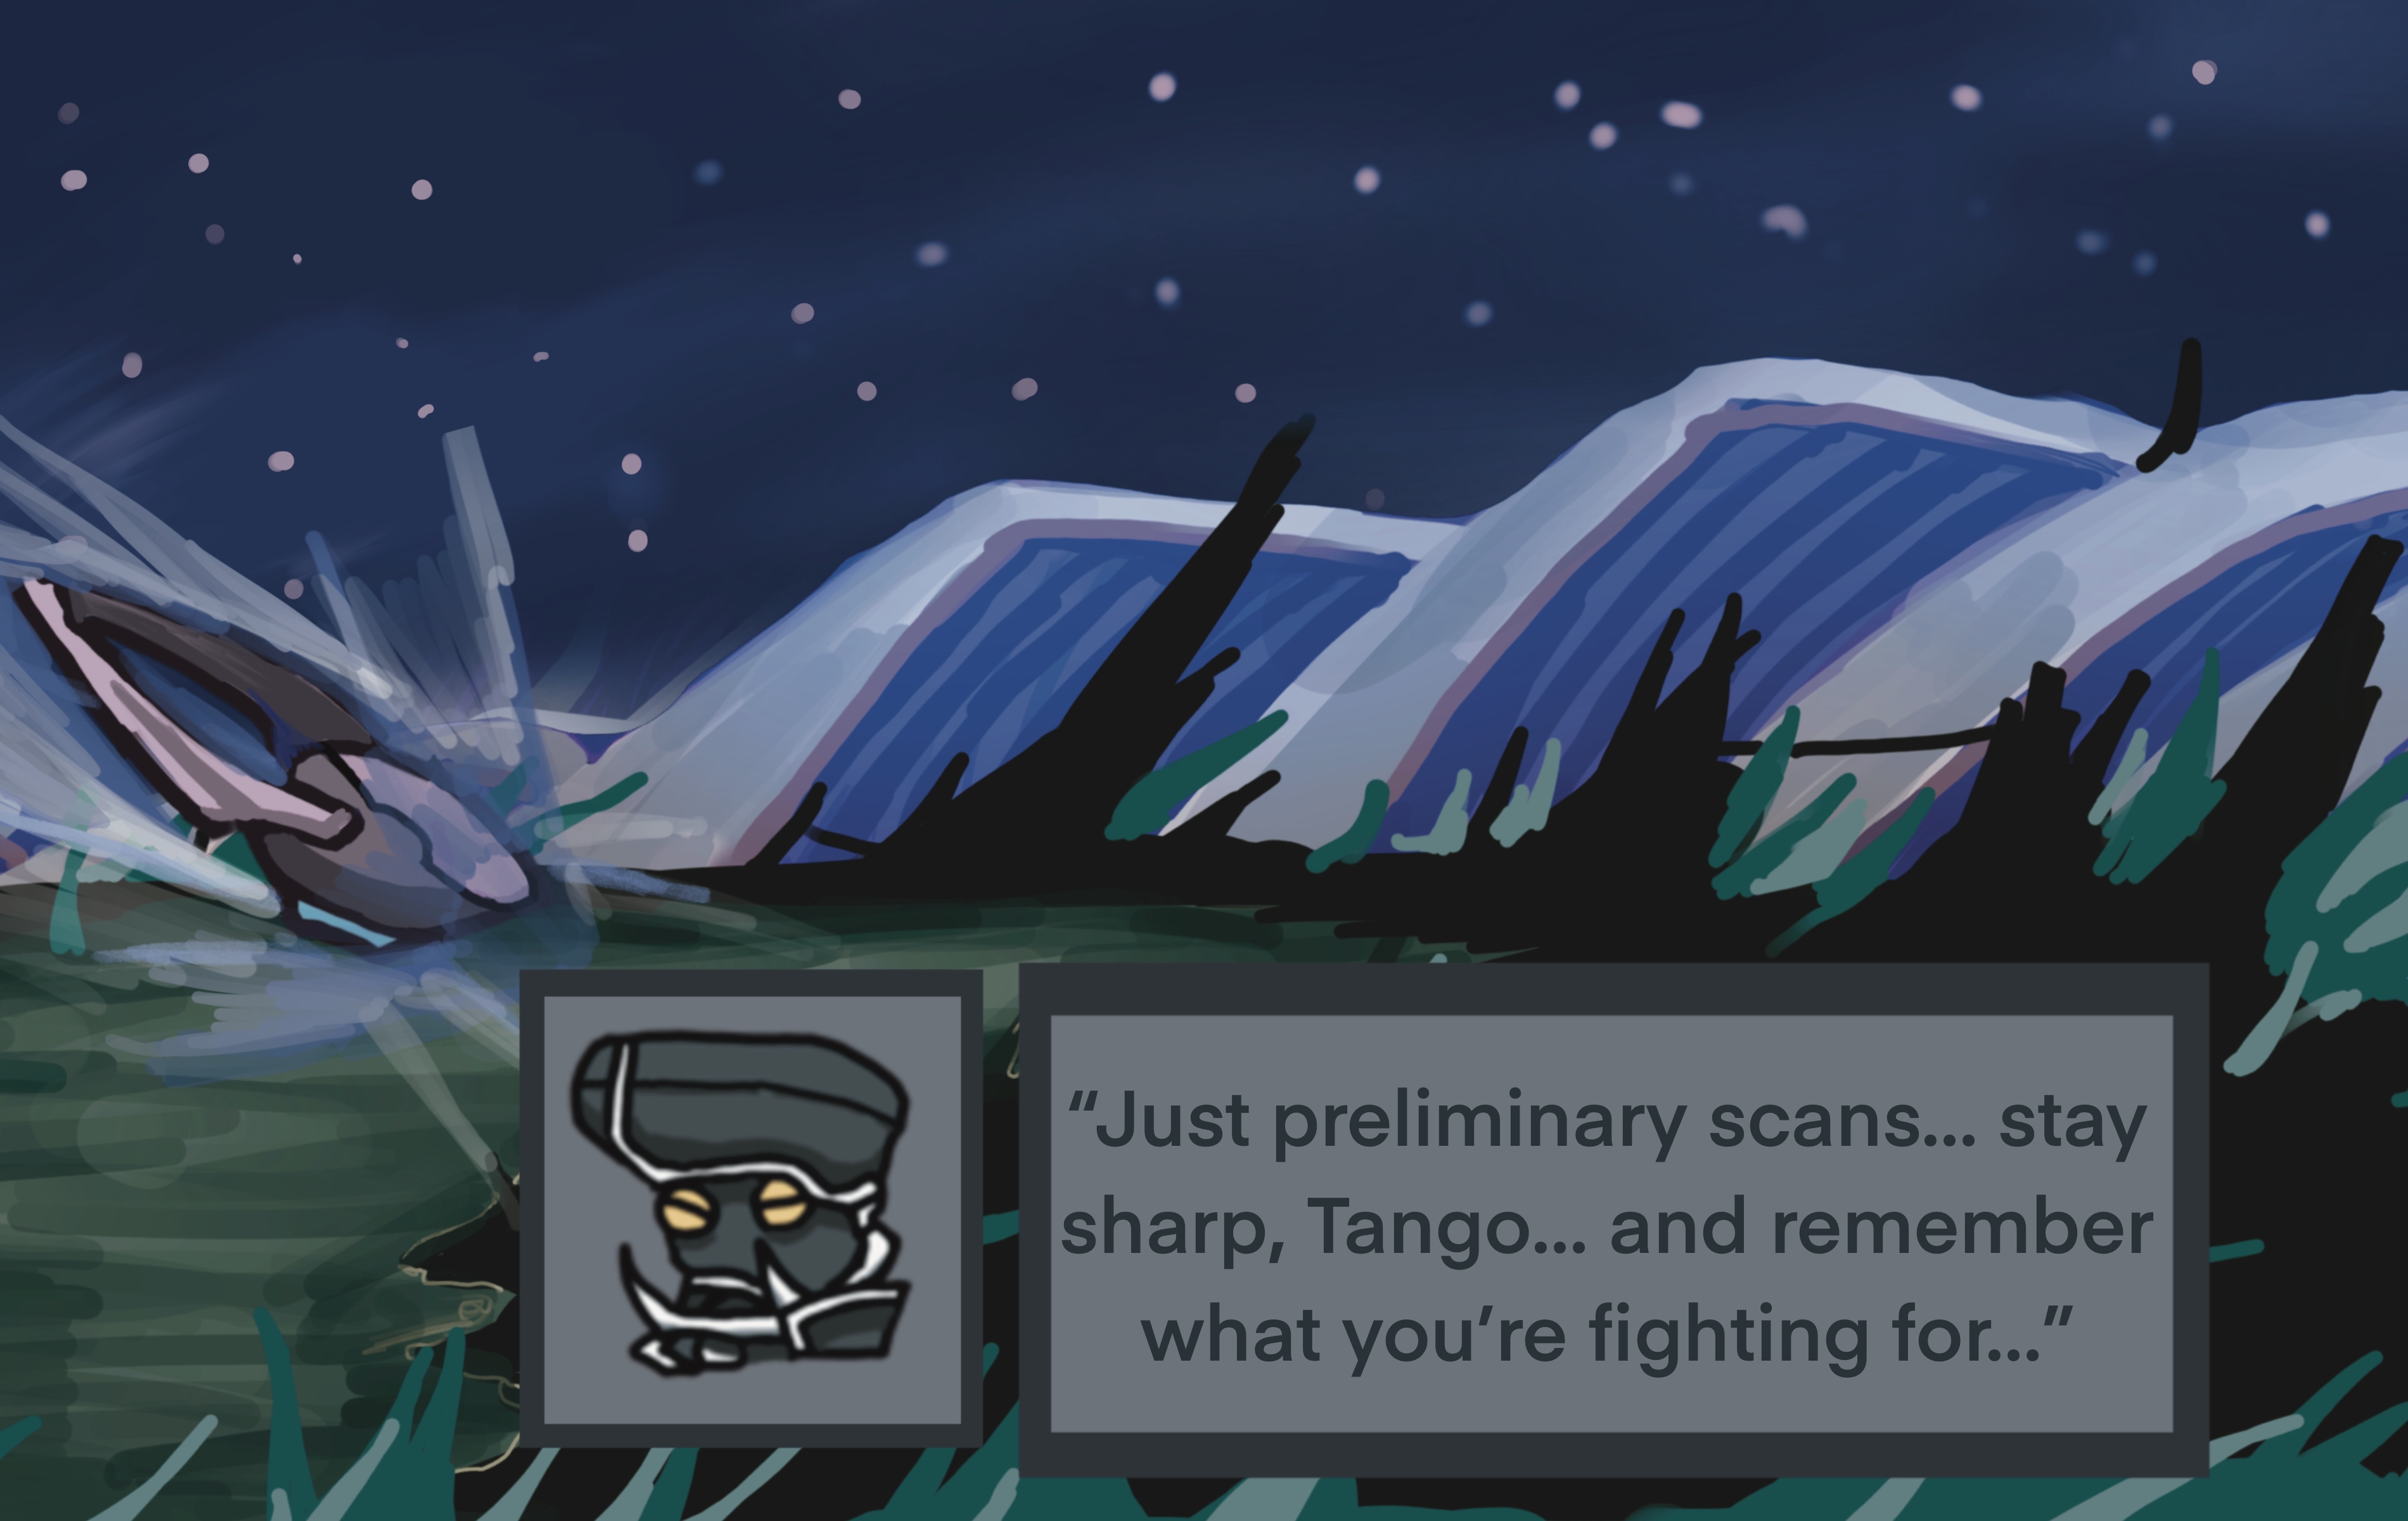 “Just preliminary scans... stay
sharp, Tango... and remember
what you’re fighting for...”